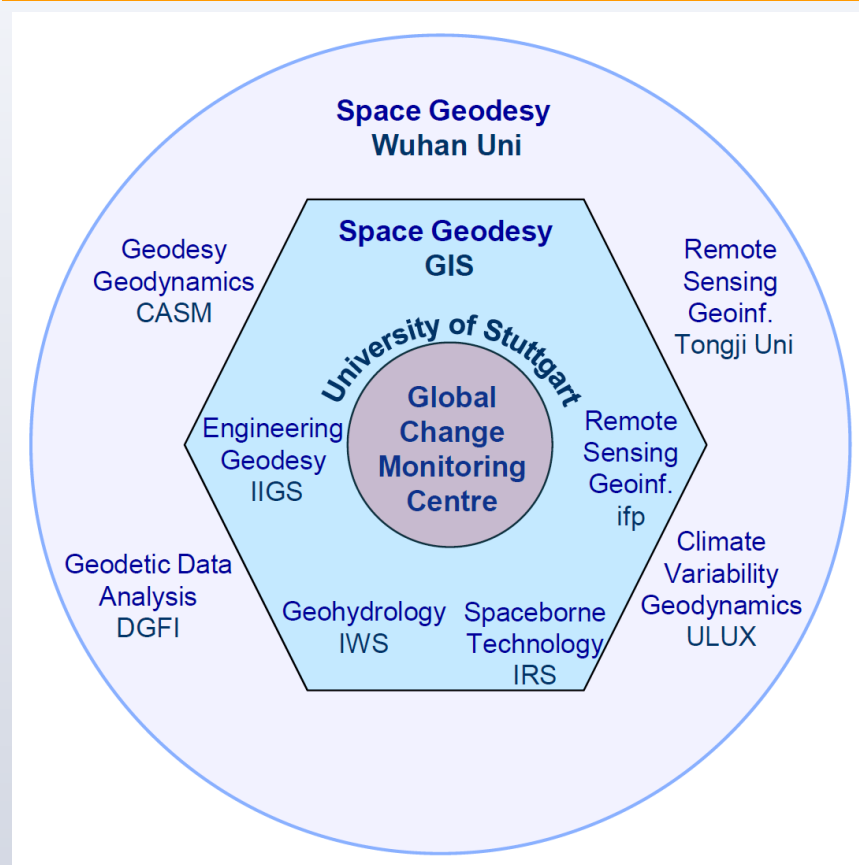 Space Geodesy
Wuhan Uni
Space Geodesy
GIS
Geodesy
Geodynamics
CASM
Remote
Sensing
Geoinf.
Tongji Uni
University of Stuttgart
Global
Change
Monitoring
Centre
Engineering
Geodesy
IIGS
Remote
Sensing
Geoinf.
ifp
Geodetic Data
Analysis
DGFI
Geohydrology
IWS
Spaceborne
Technology
IRS
Climate
Variability
Geodynamics
ULUX